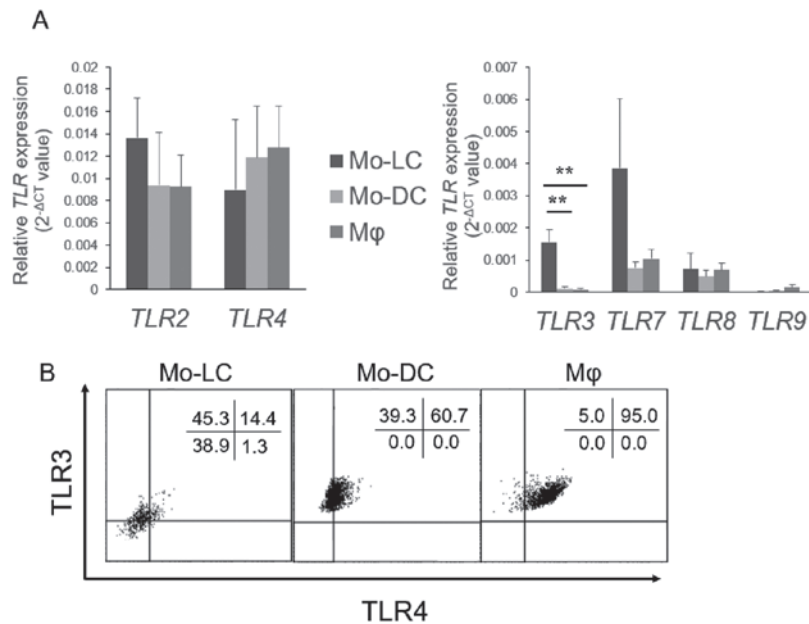 A
Relative TLR expression
(2-ΔCT value)
0.02
0.018
0.016
0.014
0.012
0.01
0.008
0.006
0.004
0.002
0
TLR2 TLR4
Mo-LC
Mo-DC
Mφ
Relative TLR expression
(2-ΔCT value)
0.007
0.006
0.005
0.004
0.003
0.002
0.001
0
**
**
TLR3 TLR7 TLR8 TLR9
B
Mo-LC Mo-DC Mφ
TLR3
45.3 14.4
38.9 1.3
39.3 60.7
0.0 0.0
5.0 95.0
0.0 0.0
TLR4